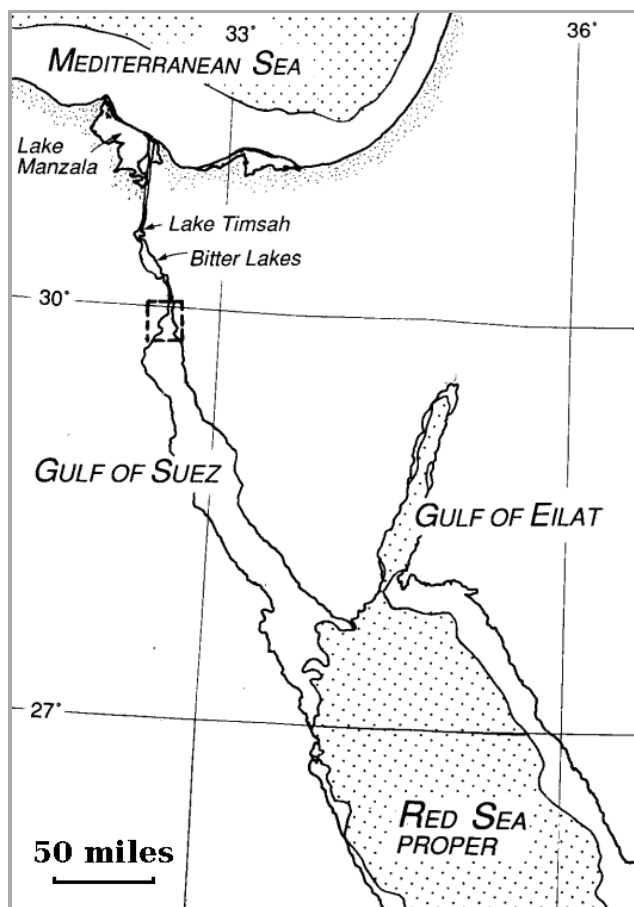 33°
36°
MEDITERRANEAN SEA
Lake
Manzala
Lake Timsah
Bitter Lakes
30°
GULF OF SUEZ
GULF OF EILAT
27°
RED SEA
PROPER
50 miles